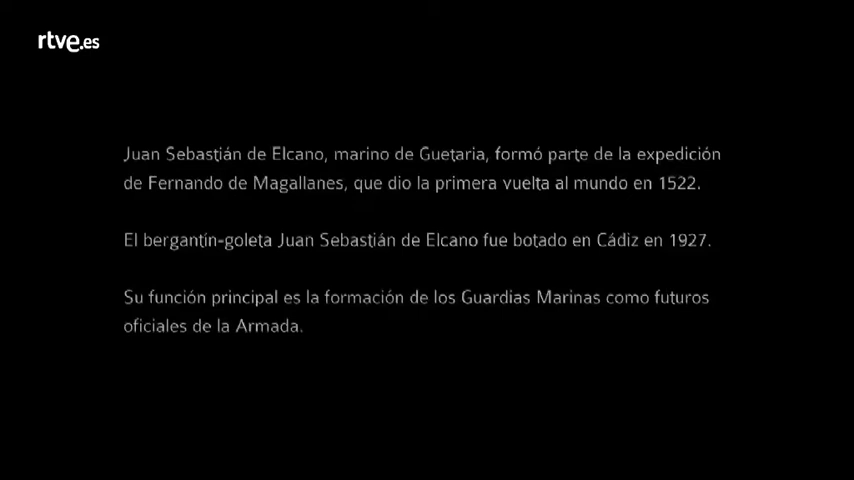 rtve.es
Juan Sebastián de Elcano, marino de Guetaria, formó parte de la expedición
de Fernando de Magallanes, que dio la primera vuelta al mundo en 1522.
El bergantín-goleta Juan Sebastián de Elcano fue botado en Cádiz en 1927.
Su función principal es la formación de los Guardias Marinas como futuros
oficiales de la Armada.